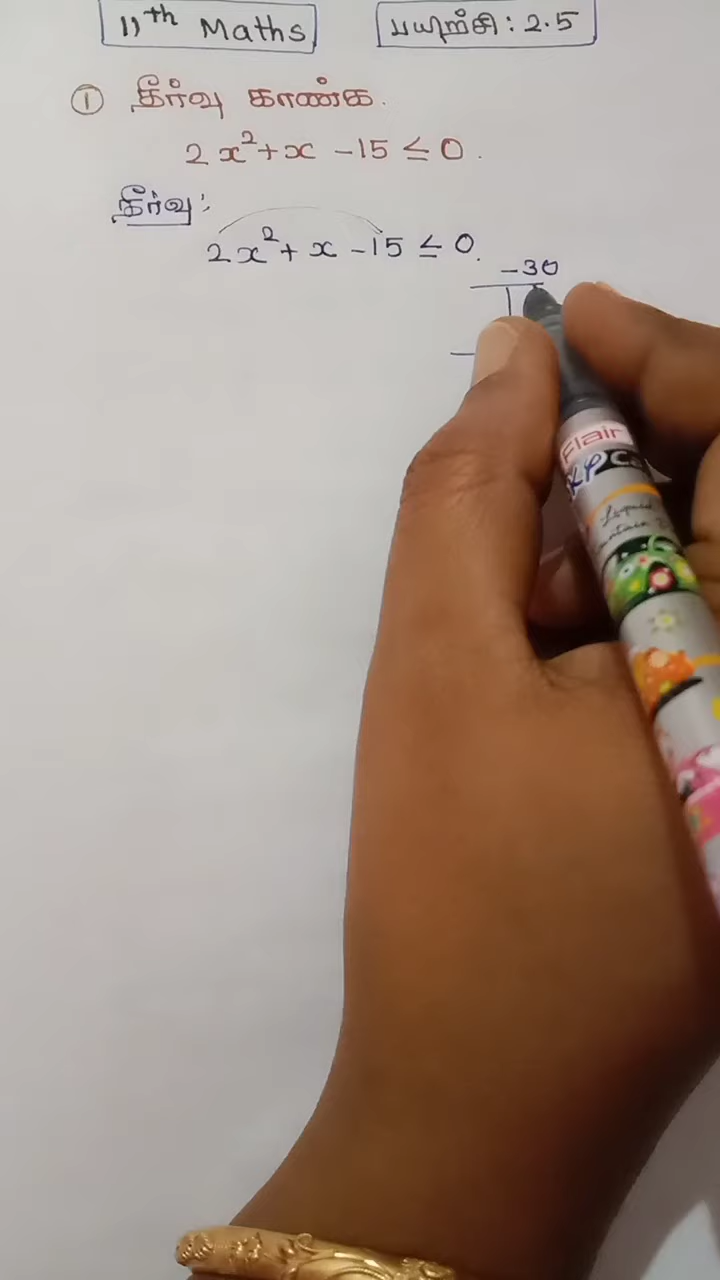 11th Maths
பயிற்சி : 2.5
① தீர்வு காண்க.
2x² + x - 15 ≤ 0.
தீர்வு :
2x² + x - 15 ≤ 0.
-30
Flair